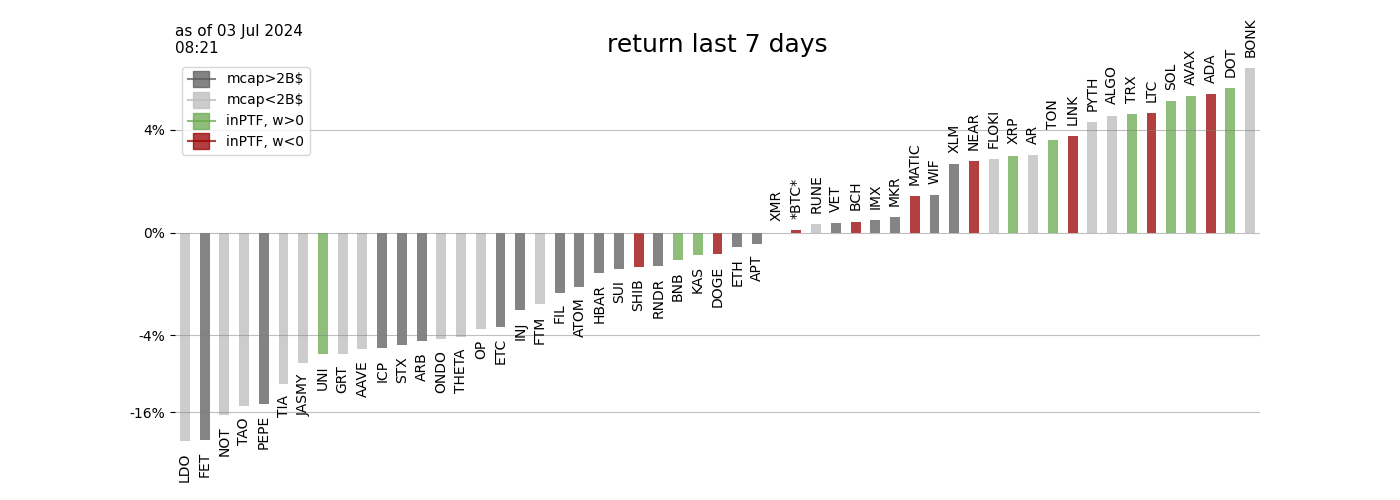 as of 03 Jul 2024
08:21
return last 7 days
mcap>2B$
mcap<2B$
inPTF, w>0
inPTF, w<0
4%
0%
-4%
-16%
LDO
FET
NOT
TAO
PEPE
TIA
JASMY
UNI
GRT
AAVE
ICP
STX
ARB
ONDO
THETA
OP
ETC
INJ
FTM
FIL
ATOM
HBAR
SUI
SHIB
RNDR
BNB
KAS
DOGE
ETH
APT
XMR
*BTC*
RUNE
VET
BCH
IMX
MKR
MATIC
WIF
XLM
NEAR
FLOKI
XRP
AR
TON
LINK
PYTH
ALGO
TRX
LTC
SOL
AVAX
ADA
DOT
BONK